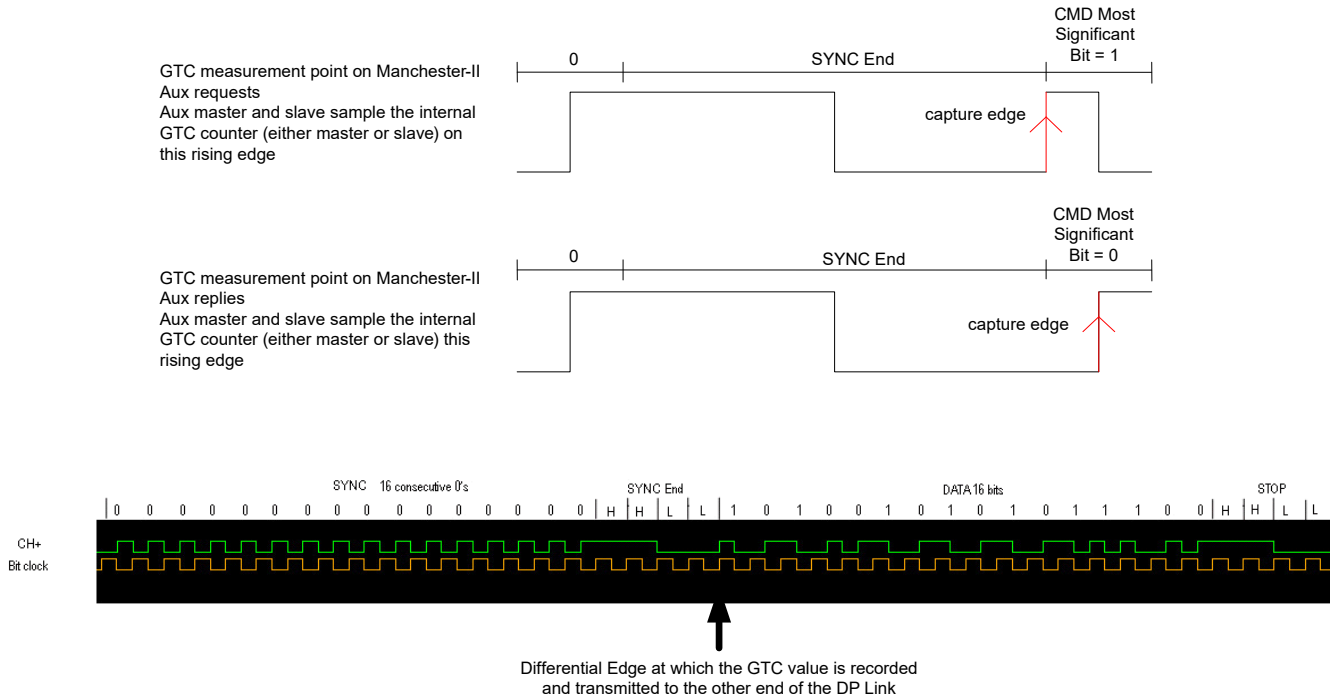 CMD Most
Significant
Bit = 1
0
SYNC End
GTC measurement point on Manchester-II
Aux requests
Aux master and slave sample the internal
GTC counter (either master or slave) on
this rising edge
capture edge
CMD Most
Significant
Bit = 0
0
SYNC End
GTC measurement point on Manchester-II
Aux replies
Aux master and slave sample the internal
GTC counter (either master or slave) this
rising edge
capture edge
SYNC 16 consecutive 0's SYNC End DATA 16 bits STOP
0 0 0 0 0 0 0 0 0 0 0 0 0 0 0 0 H H L L 1 0 1 0 0 1 0 1 0 1 0 1 1 1 0 0 H H L L
CH+
Bit clock
Differential Edge at which the GTC value is recorded
and transmitted to the other end of the DP Link